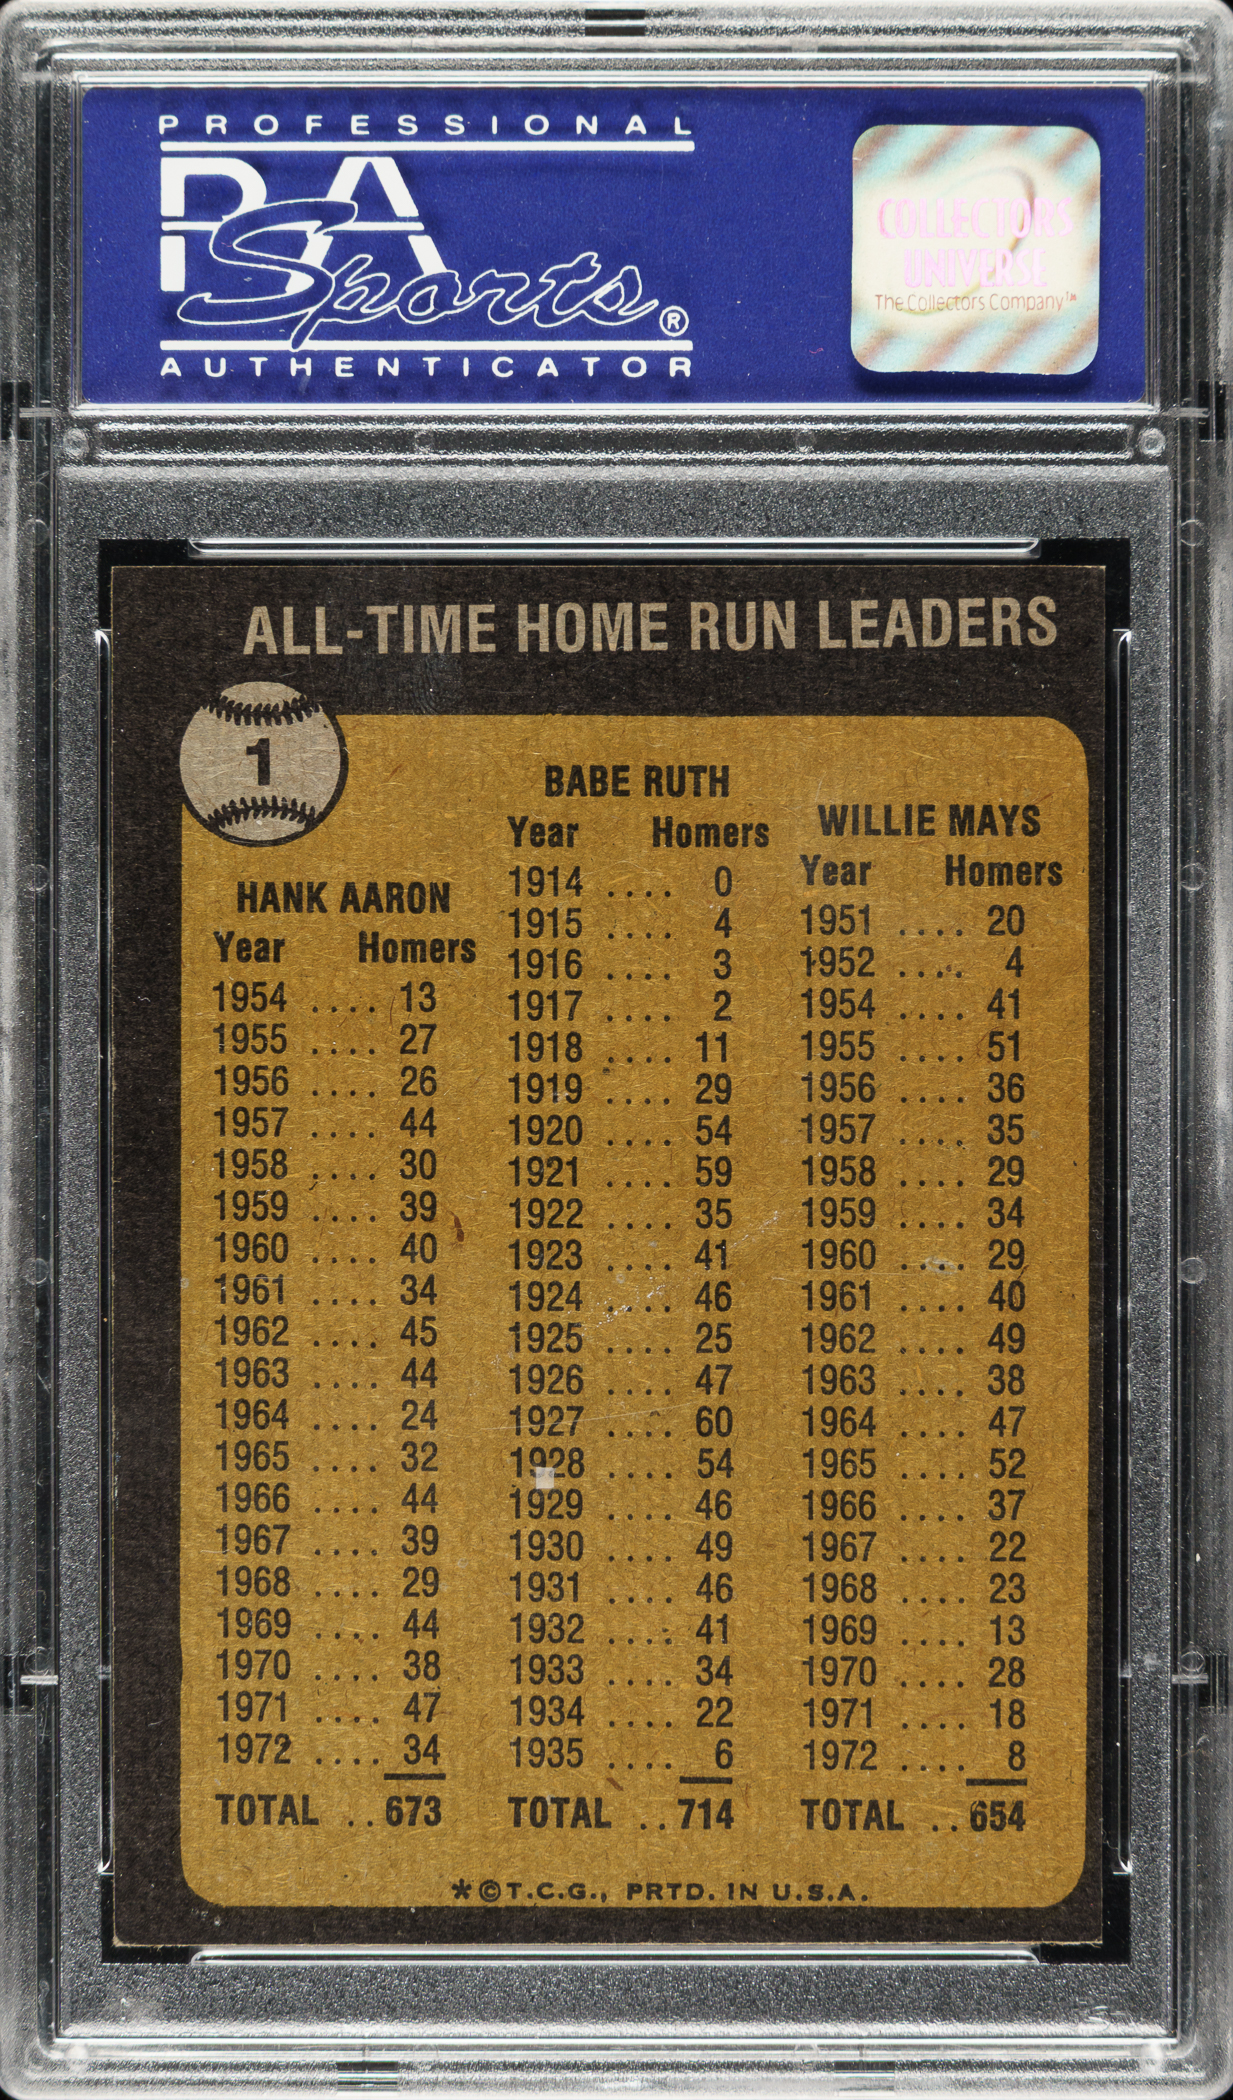 PROFESSIONAL
PSA
Sports®
AUTHENTICATOR
COLLECTORS
UNIVERSE
The Collectors Company™
ALL-TIME HOME RUN LEADERS
1
HANK AARON
Year Homers
1954 .... 13
1955 .... 27
1956 .... 26
1957 .... 44
1958 .... 30
1959 .... 39
1960 .... 40
1961 .... 34
1962 .... 45
1963 .... 44
1964 .... 24
1965 .... 32
1966 .... 44
1967 .... 39
1968 .... 29
1969 .... 44
1970 .... 38
1971 .... 47
1972 .... 34
TOTAL ..673
BABE RUTH
Year Homers
1914 .... 0
1915 .... 4
1916 .... 3
1917 .... 2
1918 .... 11
1919 .... 29
1920 .... 54
1921 .... 59
1922 .... 35
1923 .... 41
1924 .... 46
1925 .... 25
1926 .... 47
1927 .... 60
1928 .... 54
1929 .... 46
1930 .... 49
1931 .... 46
1932 .... 41
1933 .... 34
1934 .... 22
1935 .... 6
TOTAL ..714
WILLIE MAYS
Year Homers
1951 .... 20
1952 .... 4
1954 .... 41
1955 .... 51
1956 .... 36
1957 .... 35
1958 .... 29
1959 .... 34
1960 .... 29
1961 .... 40
1962 .... 49
1963 .... 38
1964 .... 47
1965 .... 52
1966 .... 37
1967 .... 22
1968 .... 23
1969 .... 13
1970 .... 28
1971 .... 18
1972 .... 8
TOTAL ..654
*©T.C.G., PRTD. IN U.S.A.